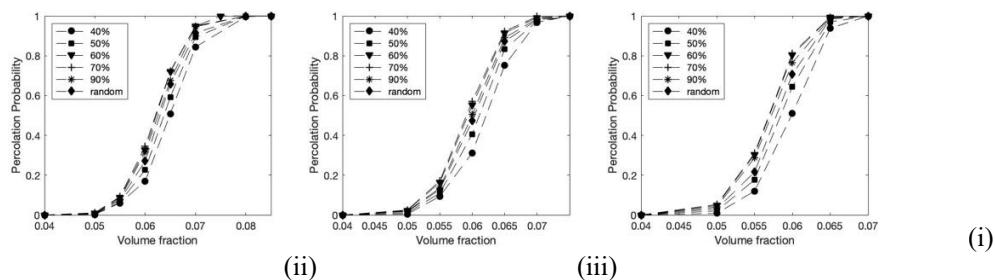 1
0.8
0.6
0.4
0.2
0
Percolation Probability
40%
50%
60%
70%
90%
random
0.04 0.05 0.06 0.07 0.08
Volume fraction
1
0.8
0.6
0.4
0.2
0
Percolation Probability
40%
50%
60%
70%
90%
random
0.04 0.045 0.05 0.055 0.06 0.065 0.07 0.075
Volume fraction
1
0.8
0.6
0.4
0.2
0
Percolation Probability
40%
50%
60%
70%
90%
random
0.04 0.045 0.05 0.055 0.06 0.065 0.07
Volume fraction
(i)
(ii) (iii)